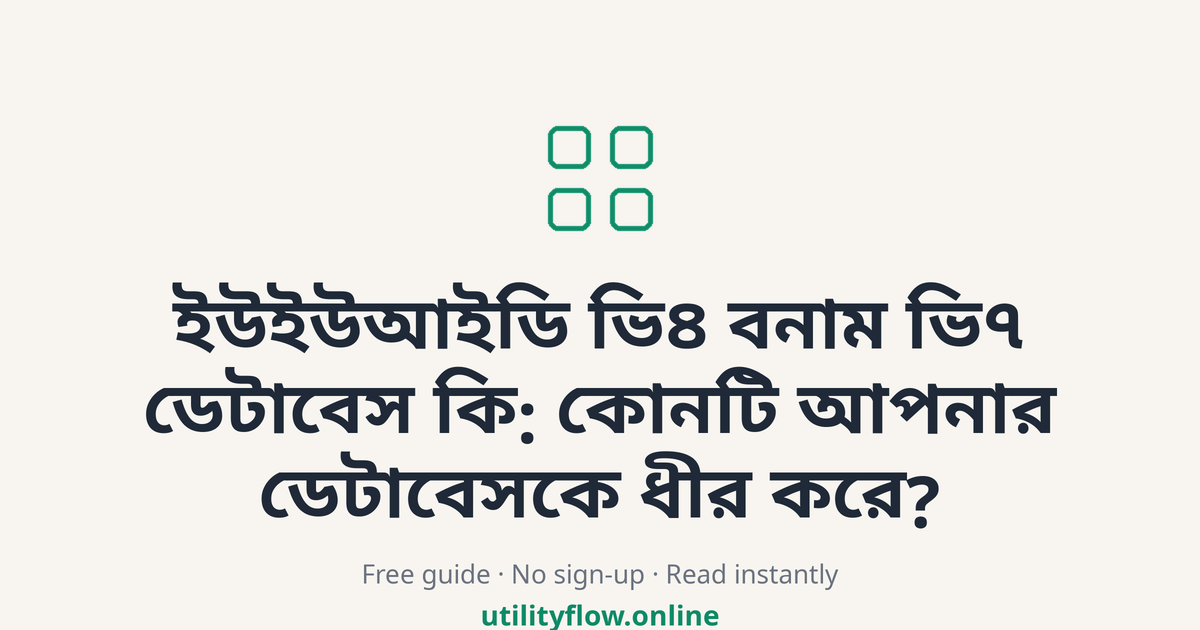 ইউইউআইডি ভি৪ বনাম ভি৭
ডেটাবেস কি: কোনটি আপনার
ডেটাবেসকে ধীর করে?
Free guide · No sign-up · Read instantly
utilityflow.online